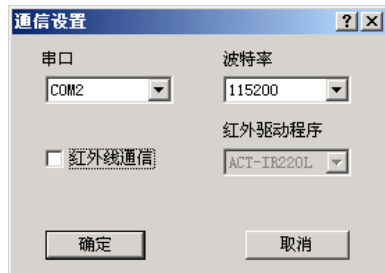 通信设置
串口
波特率
COM2
115200
红外驱动程序
红外线通信
ACT-IR220L
确定
取消